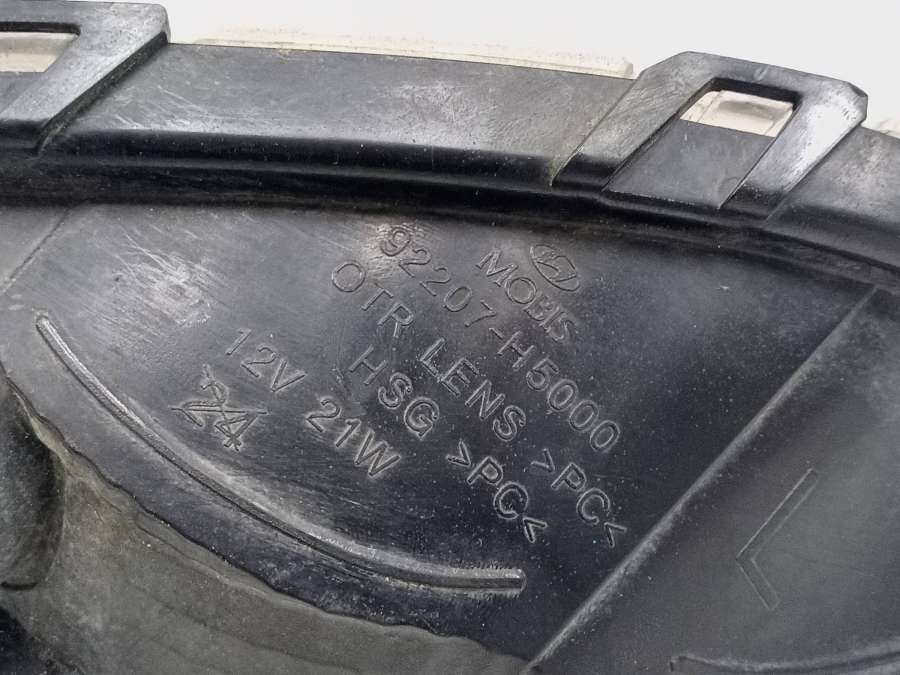 MOBIS
92207-H5000
OTR LENS >PC<
HSG >PC<
12V 21W